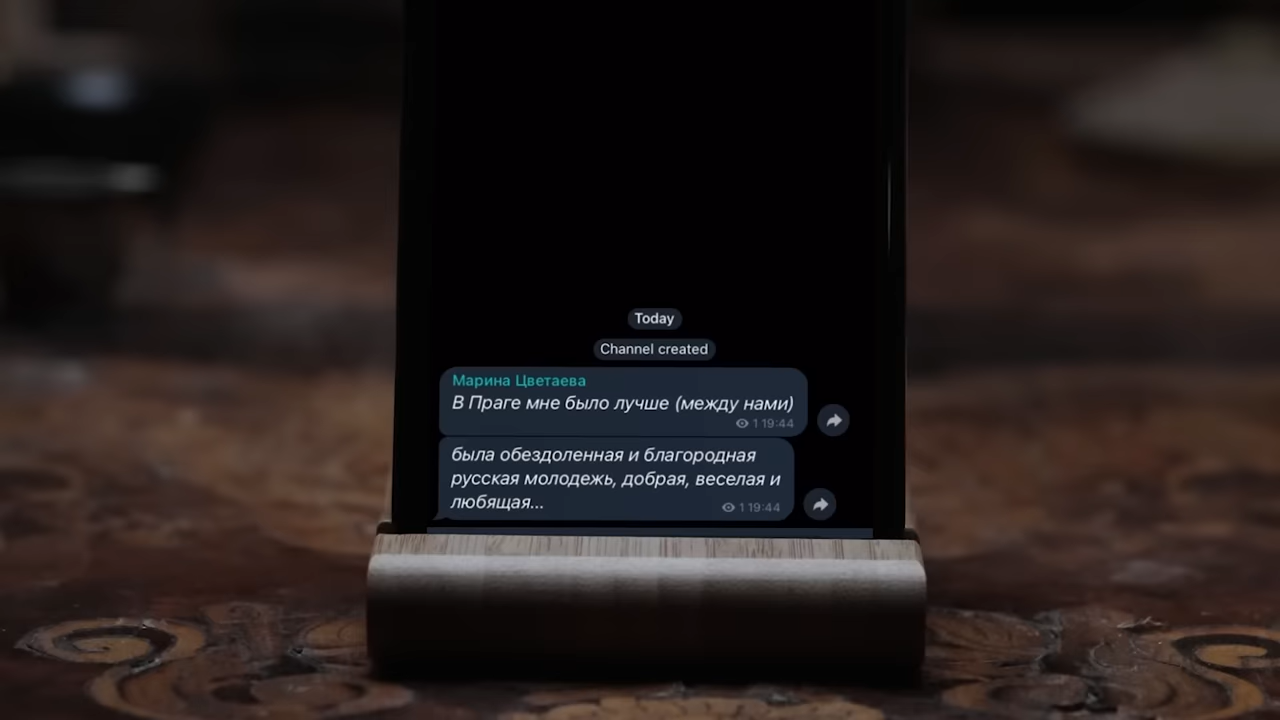 Today
Channel created
Марина Цветаева
В Праге мне было лучше (между нами)
1 19:44
была обездоленная и благородная
русская молодежь, добрая, веселая и
любящая...
1 19:44